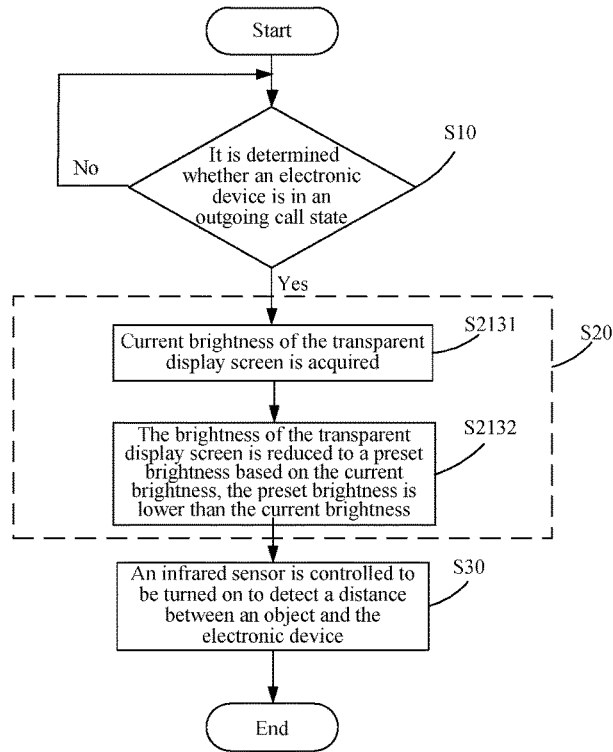 Start
S10
It is determined
whether an electronic
device is in an
outgoing call state
No
Yes
S2131
S20
Current brightness of the transparent
display screen is acquired
S2132
The brightness of the transparent
display screen is reduced to a preset
brightness based on the current
brightness, the preset brightness is
lower than the current brightness
S30
An infrared sensor is controlled to
be turned on to detect a distance
between an object and the
electronic device
End